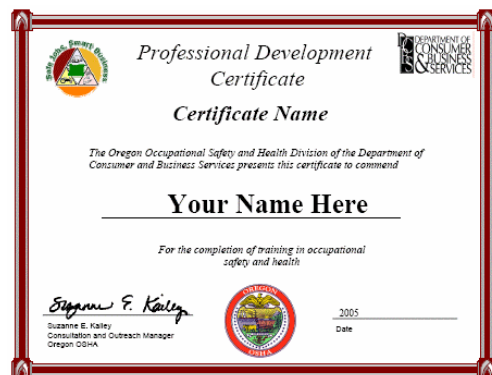 Safe Jobs, Smart Business
Professional Development
Certificate
DEPARTMENT OF
CONSUMER
& BUSINESS
SERVICES
Certificate Name
The Oregon Occupational Safety and Health Division of the Department of
Consumer and Business Services presents this certificate to commend
Your Name Here
For the completion of training in occupational
safety and health
Suzanne E. Kailey
Suzanne E. Kailey
Consultation and Outreach Manager
Oregon OSHA
OREGON
OSHA
2005
Date